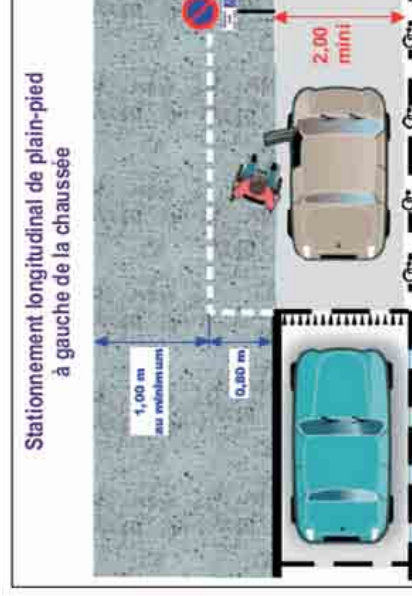 Stationnement longitudinal de plain-pied
à gauche de la chaussée
1,00 m
au minimum
0,80 m
2.00
mini